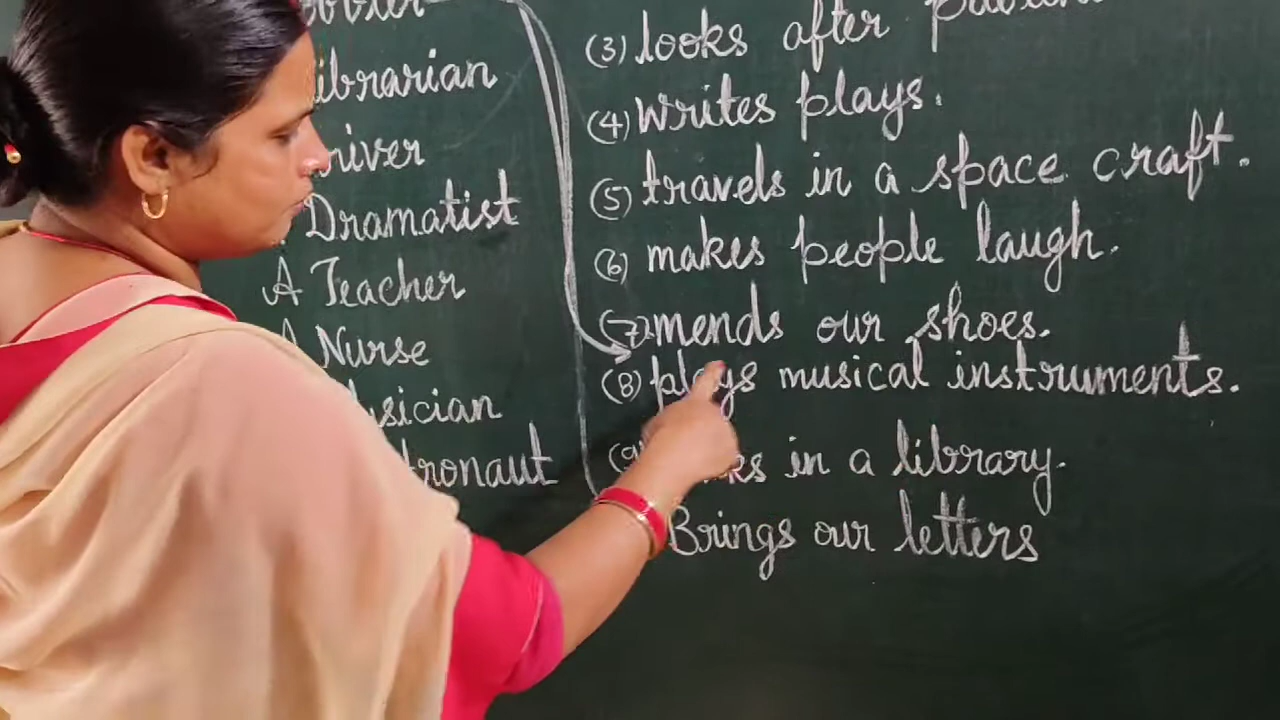 Librarian
Driver
Dramatist
A Teacher
A Nurse
(3) looks after
(4) writes plays.
(5) travels in a space craft.
(6) makes people laugh.
(7) mends our shoes.
(8) plays musical instruments.
(9) in a library.
Brings our letters